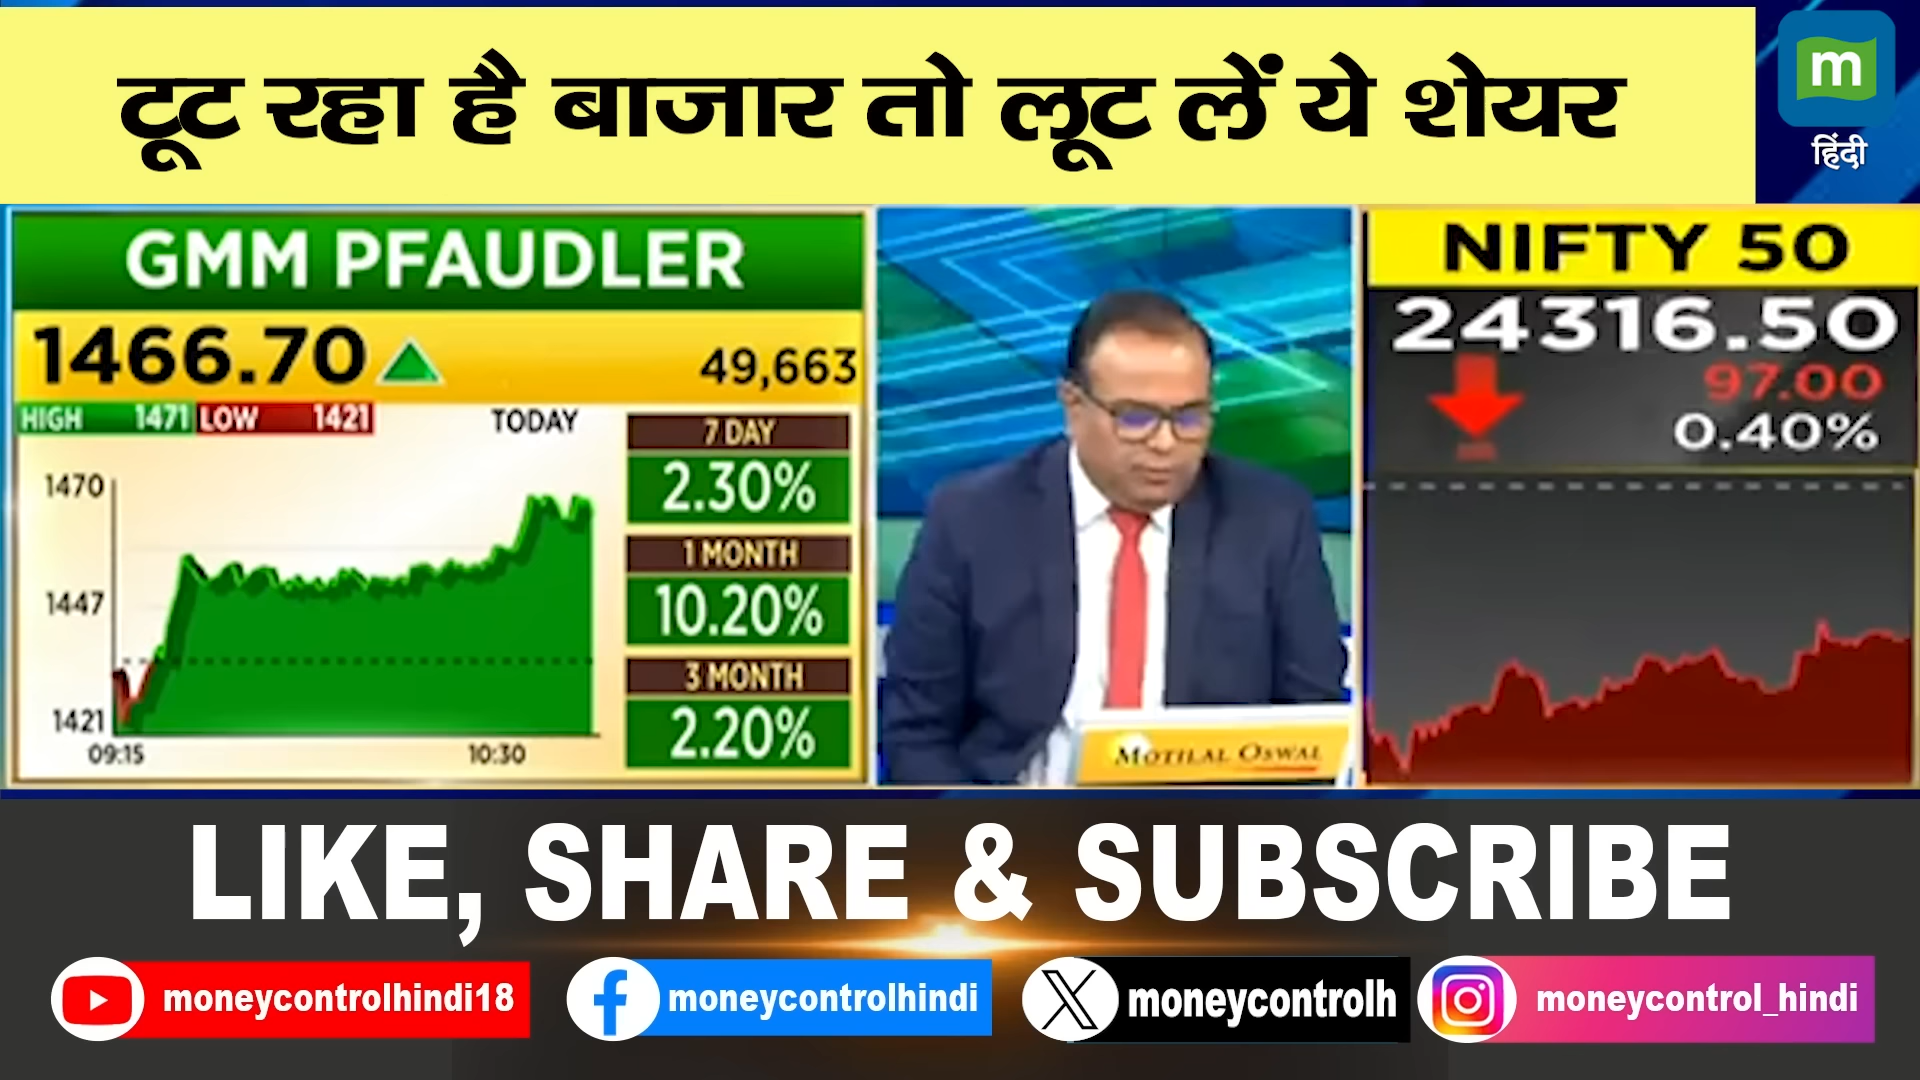 टूट रहा है बाजार तो लूट लें ये शेयर
m
हिंदी
GMM PFAUDLER
1466.70
49,663
HIGH 1471 LOW 1421
TODAY
1470
1447
1421
09:15
10:30
7 DAY
2.30%
1 MONTH
10.20%
3 MONTH
2.20%
MOTILAL OSWAL
NIFTY 50
24316.50
97.00
0.40%
LIKE, SHARE & SUBSCRIBE
moneycontrolhindi18
moneycontrolhindi
moneycontrolh
moneycontrol_hindi